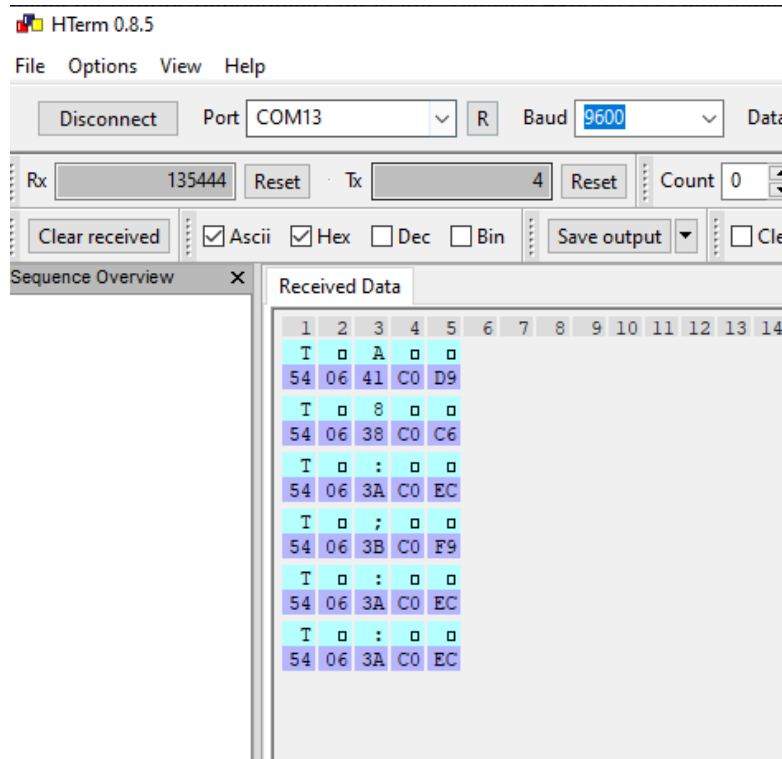 HTerm 0.8.5
File Options View Help
Disconnect Port COM13 R Baud 9600 Data
Rx 135444 Reset Tx 4 Reset Count 0
Clear received Ascii Hex Dec Bin Save output Cle
Sequence Overview X Received Data
1 2 3 4 5 6 7 8 9 10 11 12 13 14
T □ A □ □
54 06 41 C0 D9
T □ 8 □ □
54 06 38 C0 C6
T □ : □ □
54 06 3A C0 EC
T □ ; □ □
54 06 3B C0 F9
T □ : □ □
54 06 3A C0 EC
T □ : □ □
54 06 3A C0 EC